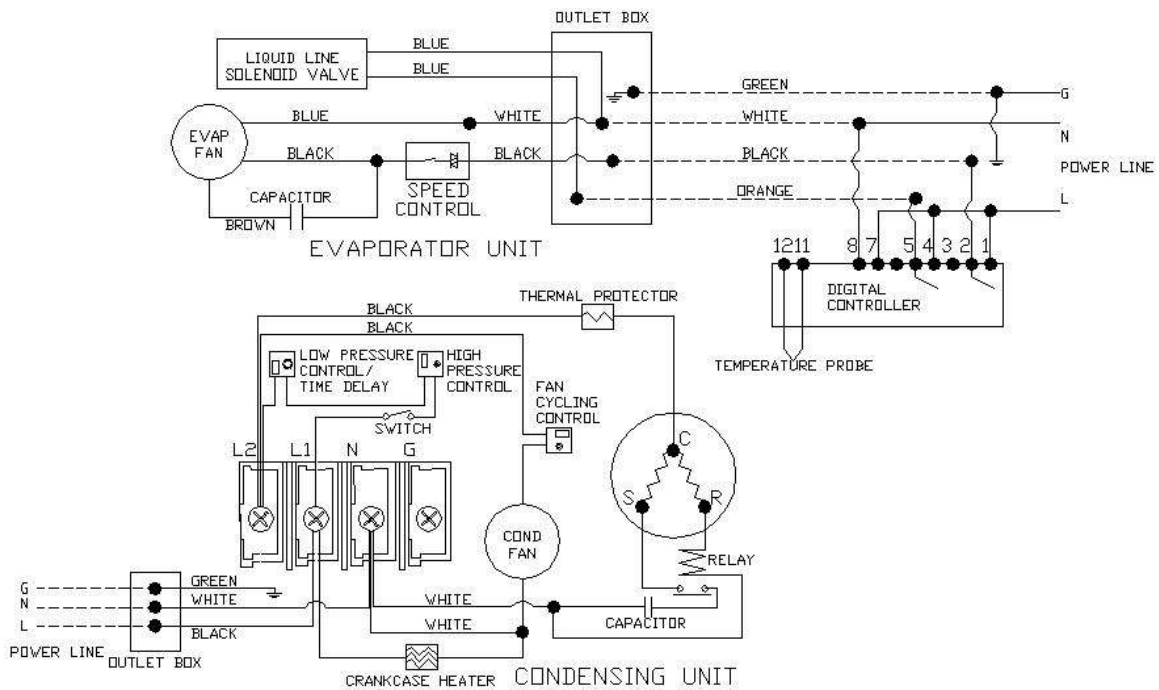 OUTLET BOX
BLUE
LIQUID LINE
SOLENOID VALVE
BLUE
GREEN
G
BLUE
WHITE
WHITE
N
EVAP
FAN
BLACK
BLACK
BLACK
POWER LINE
SPEED
CONTROL
ORANGE
L
CAPACITOR
BROWN
EVAPORATOR UNIT
12 11 8 7 5 4 3 2 1
DIGITAL
CONTROLLER
THERMAL PROTECTOR
BLACK
BLACK
TEMPERATURE PROBE
LOW PRESSURE
CONTROL/
TIME DELAY
HIGH
PRESSURE
CONTROL
FAN
CYCLING
CONTROL
SWITCH
L2 L1 N G
C
S R
COND
FAN
RELAY
G
GREEN
N
WHITE
WHITE
L
BLACK
WHITE
CAPACITOR
POWER LINE
OUTLET BOX
CRANKCASE HEATER
CONDENSING UNIT